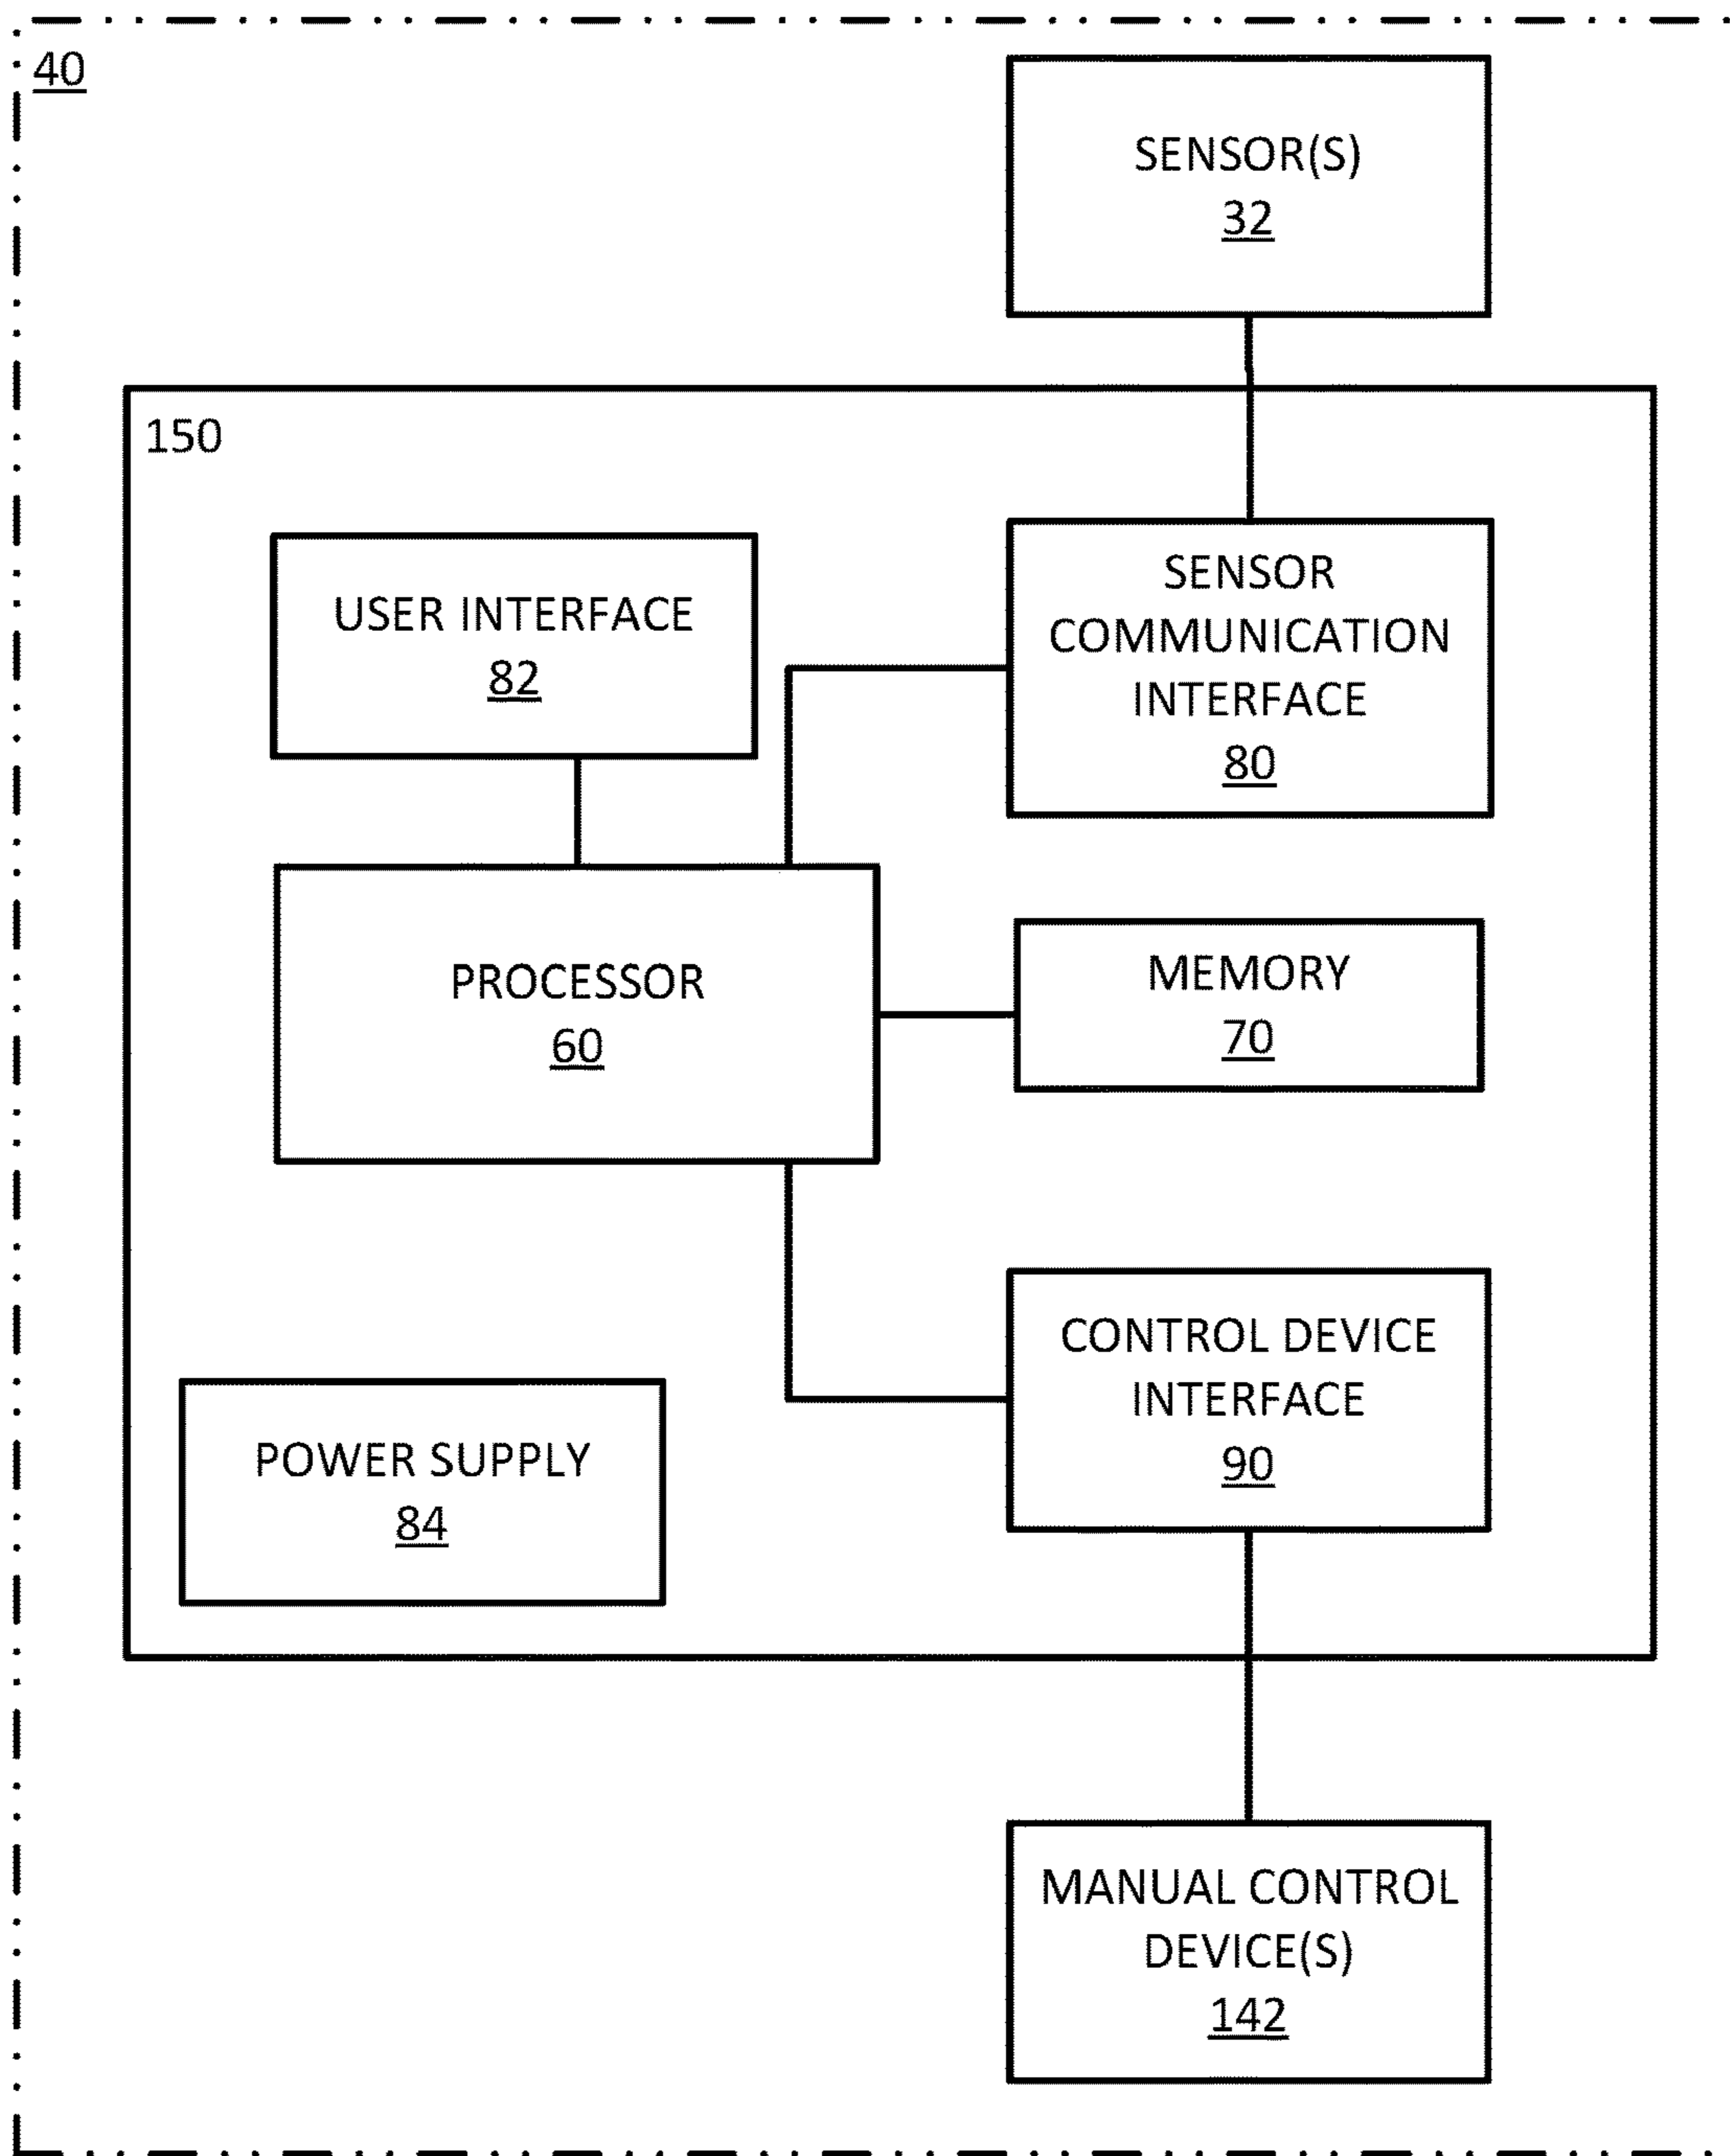 40
SENSOR(S)
32
150
USER INTERFACE
82
SENSOR
COMMUNICATION
INTERFACE
80
PROCESSOR
60
MEMORY
70
CONTROL DEVICE
INTERFACE
90
POWER SUPPLY
84
MANUAL CONTROL
DEVICE(S)
142